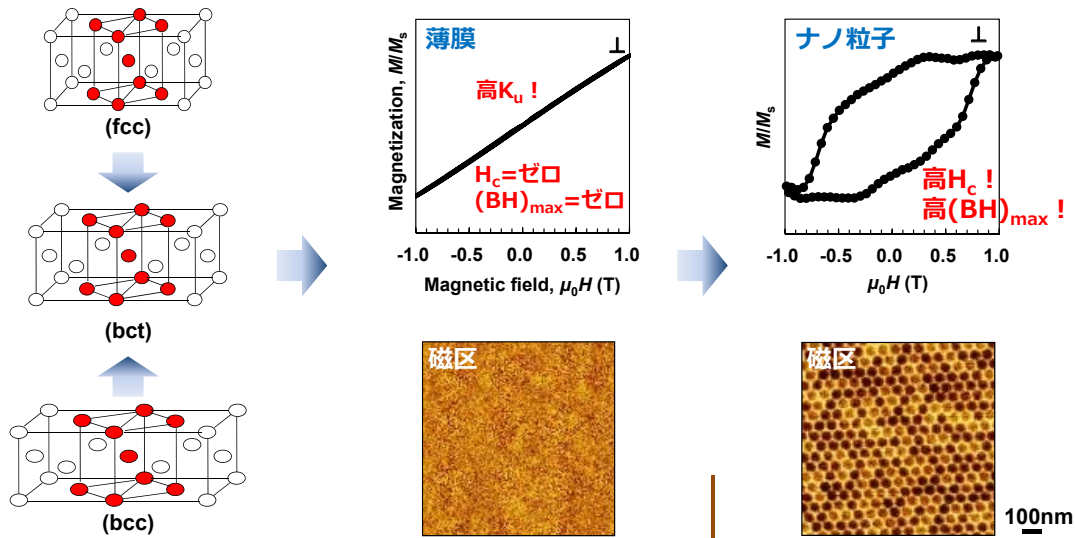 (fcc)
(bct)
(bcc)
薄膜
⊥
高Ku！
Hc=ゼロ
(BH)max=ゼロ
Magnetization, M/Ms
-1.0 -0.5 0.0 0.5 1.0
Magnetic field, μ0H (T)
磁区
ナノ粒子
⊥
高Hc！
高(BH)max！
M/Ms
-1.0 -0.5 0.0 0.5 1.0
μ0H (T)
磁区
100nm